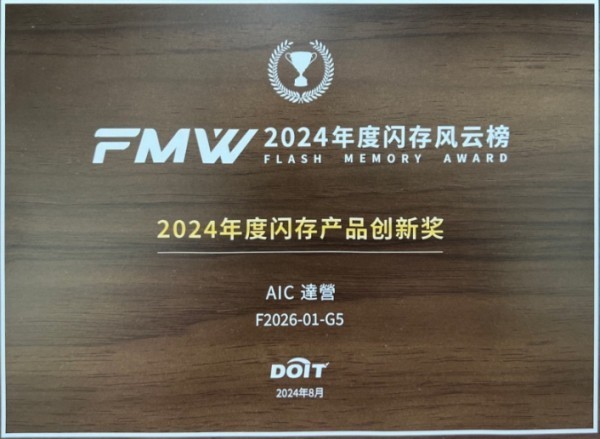 FMW 2024年度闪存风云榜
FLASH MEMORY AWARD
2024年度闪存产品创新奖
AIC 達營
F2026-01-G5
DOIT
2024年8月